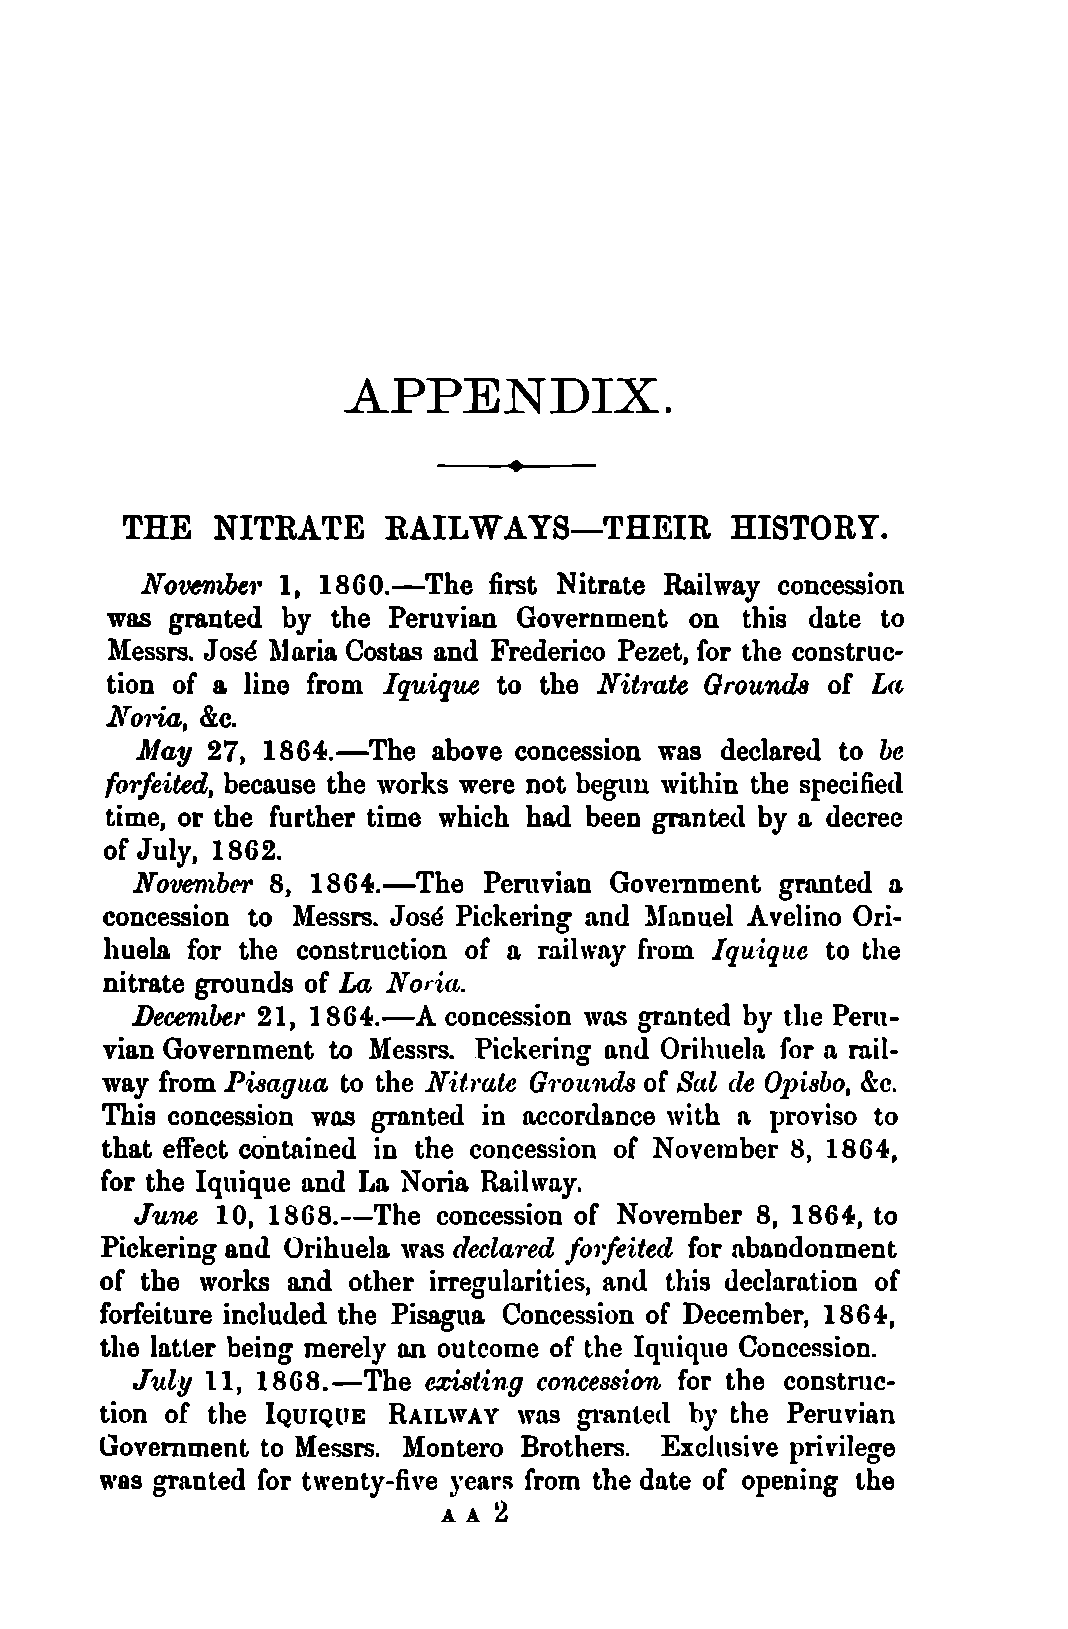 APPENDIX.
THE NITRATE RAILWAYS—THEIR HISTORY.
November 1, 1860.—The first Nitrate Railway concession
was granted by the Peruvian Government on this date to
Messrs. José Maria Costas and Frederico Pezet, for the construc-
tion of a line from Iquique to the Nitrate Grounds of La
Noria, &c.
May 27, 1864.—The above concession was declared to be
forfeited, because the works were not begun within the specified
time, or the further time which had been granted by a decree
of July, 1862.
November 8, 1864.—The Peruvian Government granted a
concession to Messrs. José Pickering and Manuel Avelino Ori-
huela for the construction of a railway from Iquique to the
nitrate grounds of La Noria.
December 21, 1864.—A concession was granted by the Peru-
vian Government to Messrs. Pickering and Orihuela for a rail-
way from Pisagua to the Nitrate Grounds of Sal de Opisbo, &c.
This concession was granted in accordance with a proviso to
that effect contained in the concession of November 8, 1864,
for the Iquique and La Noria Railway.
June 10, 1868.—The concession of November 8, 1864, to
Pickering and Orihuela was declared forfeited for abandonment
of the works and other irregularities, and this declaration of
forfeiture included the Pisagua Concession of December, 1864,
the latter being merely an outcome of the Iquique Concession.
July 11, 1868.—The existing concession for the construc-
tion of the IQUIQUE RAILWAY was granted by the Peruvian
Government to Messrs. Montero Brothers. Exclusive privilege
was granted for twenty-five years from the date of opening the
A A 2